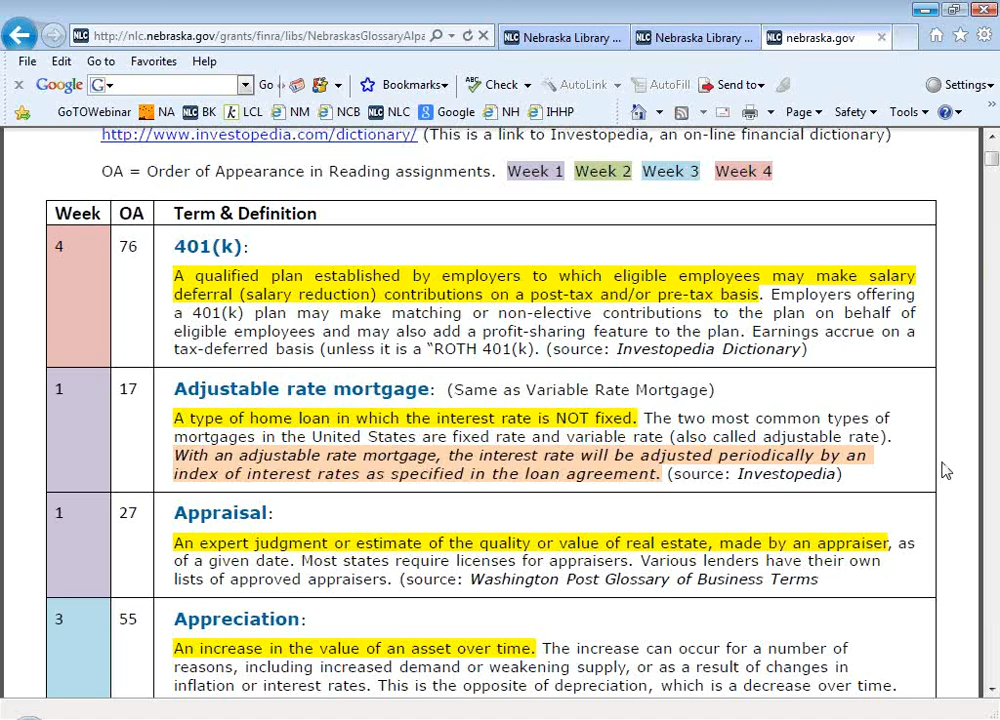 NLC http://nlc.nebraska.gov/grants/finra/libs/NebraskasGlossaryAlpa
NLC Nebraska Library ...
NLC Nebraska Library ...
NLC nebraska.gov
File Edit Go to Favorites Help
x Google G Go Bookmarks Check AutoLink AutoFill Send to Settings
GoTOWebinar NA NLC BK k LCL NM NCB NLC NLC 8 Google NH IHHP Page Safety Tools
http://www.investopedia.com/dictionary/ (This is a link to Investopedia, an on-line financial dictionary)
OA = Order of Appearance in Reading assignments. Week 1 Week 2 Week 3 Week 4
Week OA Term & Definition
4 76 401(k):
A qualified plan established by employers to which eligible employees may make salary
deferral (salary reduction) contributions on a post-tax and/or pre-tax basis. Employers offering
a 401(k) plan may make matching or non-elective contributions to the plan on behalf of
eligible employees and may also add a profit-sharing feature to the plan. Earnings accrue on a
tax-deferred basis (unless it is a “ROTH 401(k). (source: Investopedia Dictionary)
1 17 Adjustable rate mortgage: (Same as Variable Rate Mortgage)
A type of home loan in which the interest rate is NOT fixed. The two most common types of
mortgages in the United States are fixed rate and variable rate (also called adjustable rate).
With an adjustable rate mortgage, the interest rate will be adjusted periodically by an
index of interest rates as specified in the loan agreement. (source: Investopedia)
1 27 Appraisal:
An expert judgment or estimate of the quality or value of real estate, made by an appraiser, as
of a given date. Most states require licenses for appraisers. Various lenders have their own
lists of approved appraisers. (source: Washington Post Glossary of Business Terms
3 55 Appreciation:
An increase in the value of an asset over time. The increase can occur for a number of
reasons, including increased demand or weakening supply, or as a result of changes in
inflation or interest rates. This is the opposite of depreciation, which is a decrease over time.